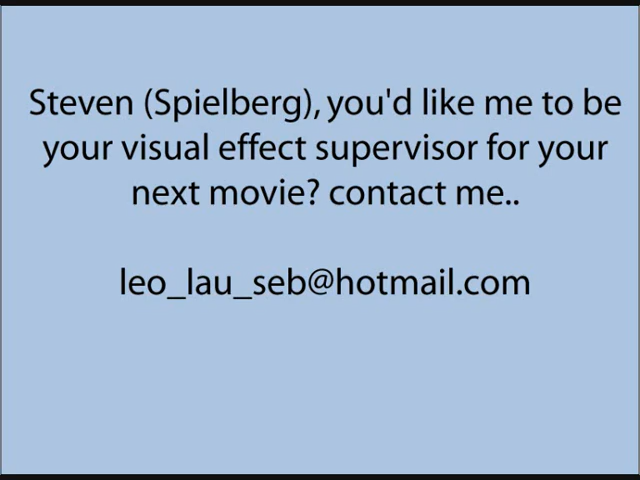 Steven (Spielberg), you'd like me to be
your visual effect supervisor for your
next movie? contact me..
leo_lau_seb@hotmail.com